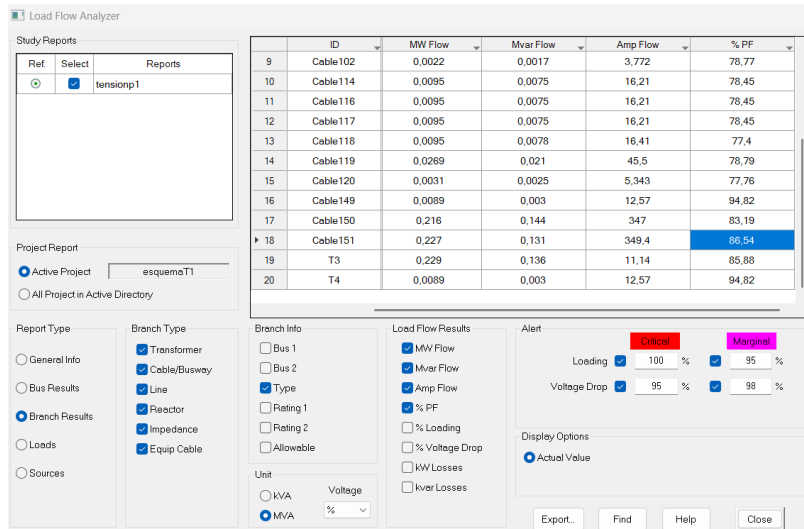 Load Flow Analyzer
Study Reports
Ref. Select Reports
tensionp1
Project Report
Active Project esquemaT1
All Project in Active Directory
ID MW Flow Mvar Flow Amp Flow % PF
9 Cable102 0,0022 0,0017 3,772 78,77
10 Cable114 0,0095 0,0075 16,21 78,45
11 Cable116 0,0095 0,0075 16,21 78,45
12 Cable117 0,0095 0,0075 16,21 78,45
13 Cable118 0,0095 0,0078 16,41 77,4
14 Cable119 0,0269 0,021 45,5 78,79
15 Cable120 0,0031 0,0025 5,343 77,76
16 Cable149 0,0089 0,003 12,57 94,82
17 Cable150 0,216 0,144 347 83,19
18 Cable151 0,227 0,131 349,4 86,54
19 T3 0,229 0,136 11,14 85,88
20 T4 0,0089 0,003 12,57 94,82
Report Type
General Info
Bus Results
Branch Results
Loads
Sources
Branch Type
Transformer
Cable/Busway
Line
Reactor
Impedance
Equip Cable
Branch Info
Bus 1
Bus 2
Type
Rating 1
Rating 2
Allowable
Unit
kVA
MVA
Voltage
%
Load Flow Results
MW Flow
Mvar Flow
Amp Flow
% PF
% Loading
% Voltage Drop
kW Losses
kvar Losses
Alert
Critical Marginal
Loading 100 % 95 %
Voltage Drop 95 % 98 %
Display Options
Actual Value
Export... Find Help Close